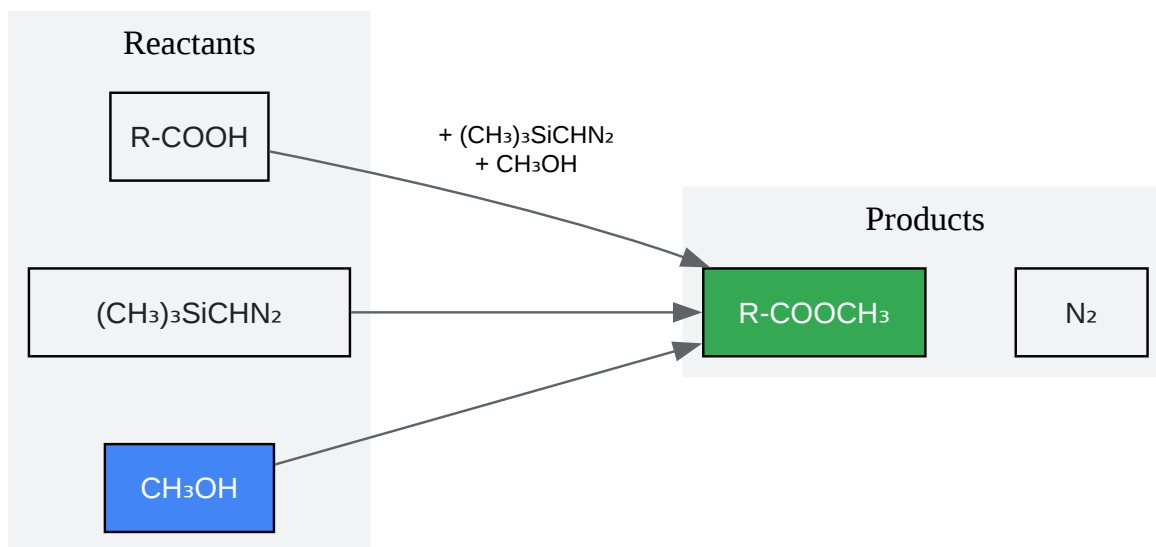 Reactants
R-COOH
+ (CH₃)₃SiCHN₂
+ CH₃OH
Products
(CH₃)₃SiCHN₂
R-COOCH₃
N₂
CH₃OH